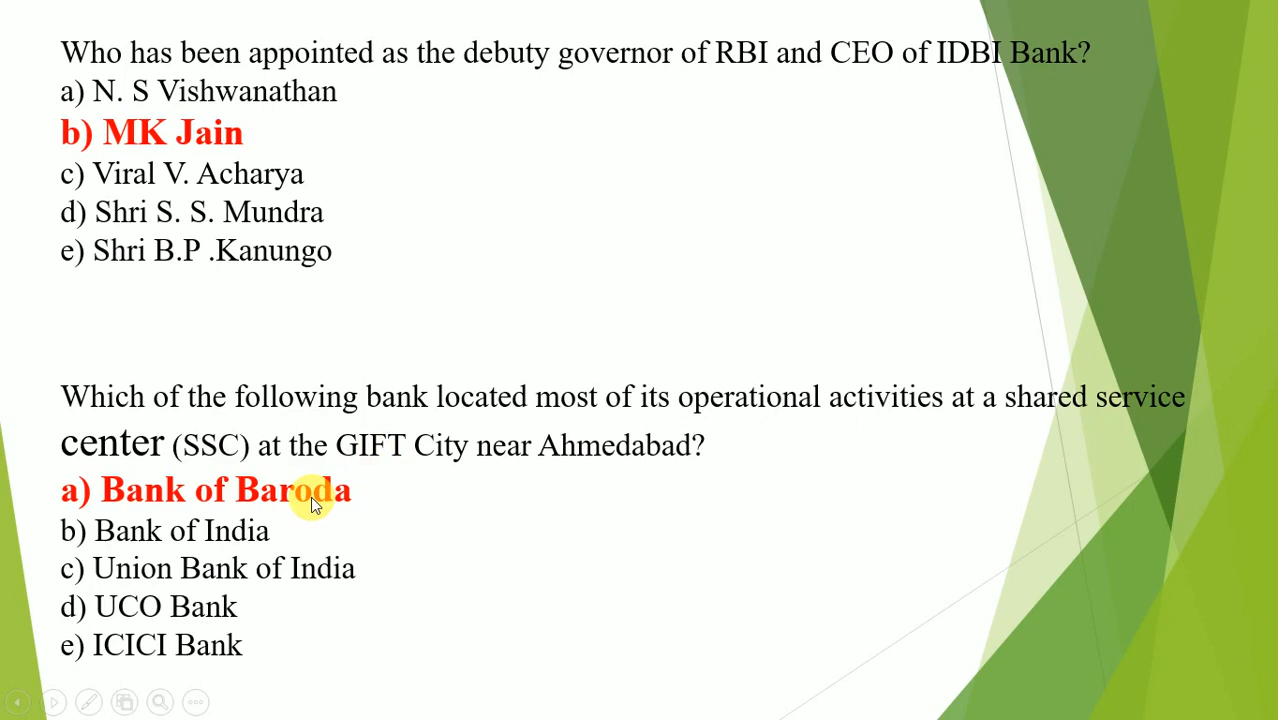 Who has been appointed as the debuty governor of RBI and CEO of IDBI Bank?
a) N. S Vishwanathan
b) MK Jain
c) Viral V. Acharya
d) Shri S. S. Mundra
e) Shri B.P .Kanungo
Which of the following bank located most of its operational activities at a shared service
center (SSC) at the GIFT City near Ahmedabad?
a) Bank of Baroda
b) Bank of India
c) Union Bank of India
d) UCO Bank
e) ICICI Bank